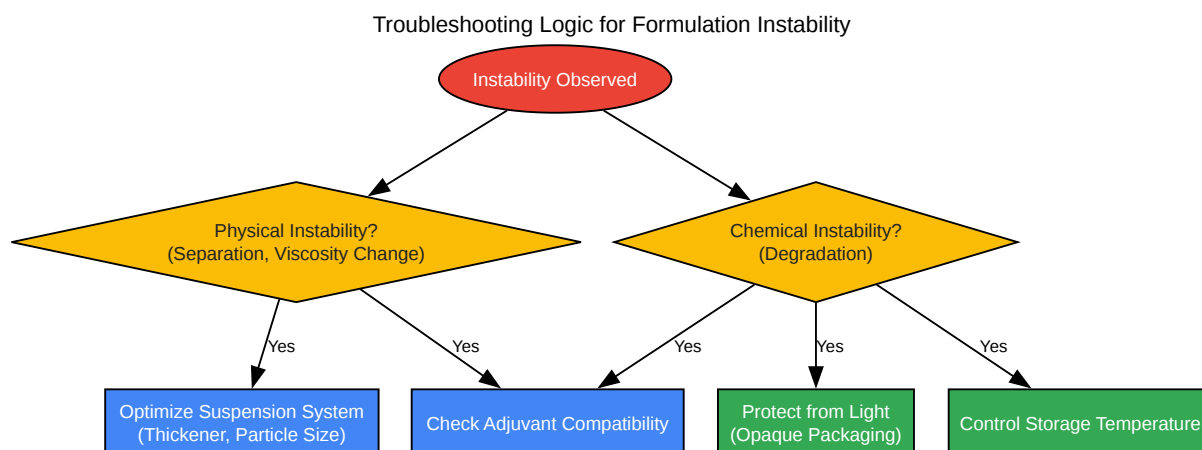 Troubleshooting Logic for Formulation Instability
Instability Observed
Physical Instability?
(Separation, Viscosity Change)
Chemical Instability?
(Degradation)
Yes
Yes
Yes
Yes
Yes
Optimize Suspension System
(Thickener, Particle Size)
Check Adjuvant Compatibility
Protect from Light
(Opaque Packaging)
Control Storage Temperature